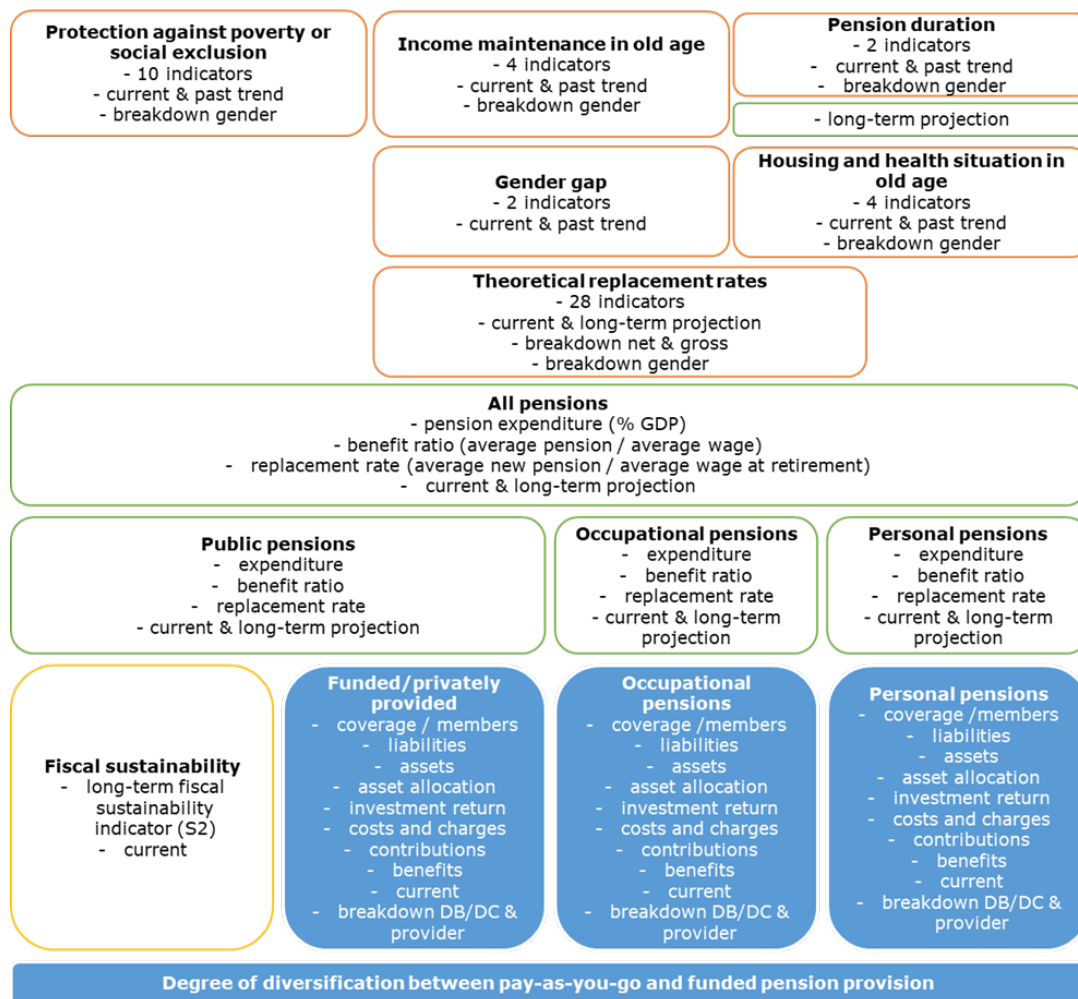 Protection against poverty or
social exclusion
- 10 indicators
- current & past trend
- breakdown gender
Income maintenance in old age
- 4 indicators
- current & past trend
- breakdown gender
Pension duration
- 2 indicators
- current & past trend
- breakdown gender
- long-term projection
Gender gap
- 2 indicators
- current & past trend
Housing and health situation in
old age
- 4 indicators
- current & past trend
- breakdown gender
Theoretical replacement rates
- 28 indicators
- current & long-term projection
- breakdown net & gross
- breakdown gender
All pensions
- pension expenditure (% GDP)
- benefit ratio (average pension / average wage)
- replacement rate (average new pension / average wage at retirement)
- current & long-term projection
Public pensions
- expenditure
- benefit ratio
- replacement rate
- current & long-term projection
Occupational pensions
- expenditure
- benefit ratio
- replacement rate
- current & long-term
projection
Personal pensions
- expenditure
- benefit ratio
- replacement rate
- current & long-term
projection
Fiscal sustainability
- long-term fiscal
sustainability
indicator (S2)
- current
Funded/privately
provided
- coverage / members
- liabilities
- assets
- asset allocation
- investment return
- costs and charges
- contributions
- benefits
- current
- breakdown DB/DC &
provider
Occupational
pensions
- coverage /members
- liabilities
- assets
- asset allocation
- investment return
- costs and charges
- contributions
- benefits
- current
- breakdown DB/DC &
provider
Personal pensions
- coverage /members
- liabilities
- assets
- asset allocation
- investment return
- costs and charges
- contributions
- benefits
- current
- breakdown DB/DC &
provider
Degree of diversification between pay-as-you-go and funded pension provision